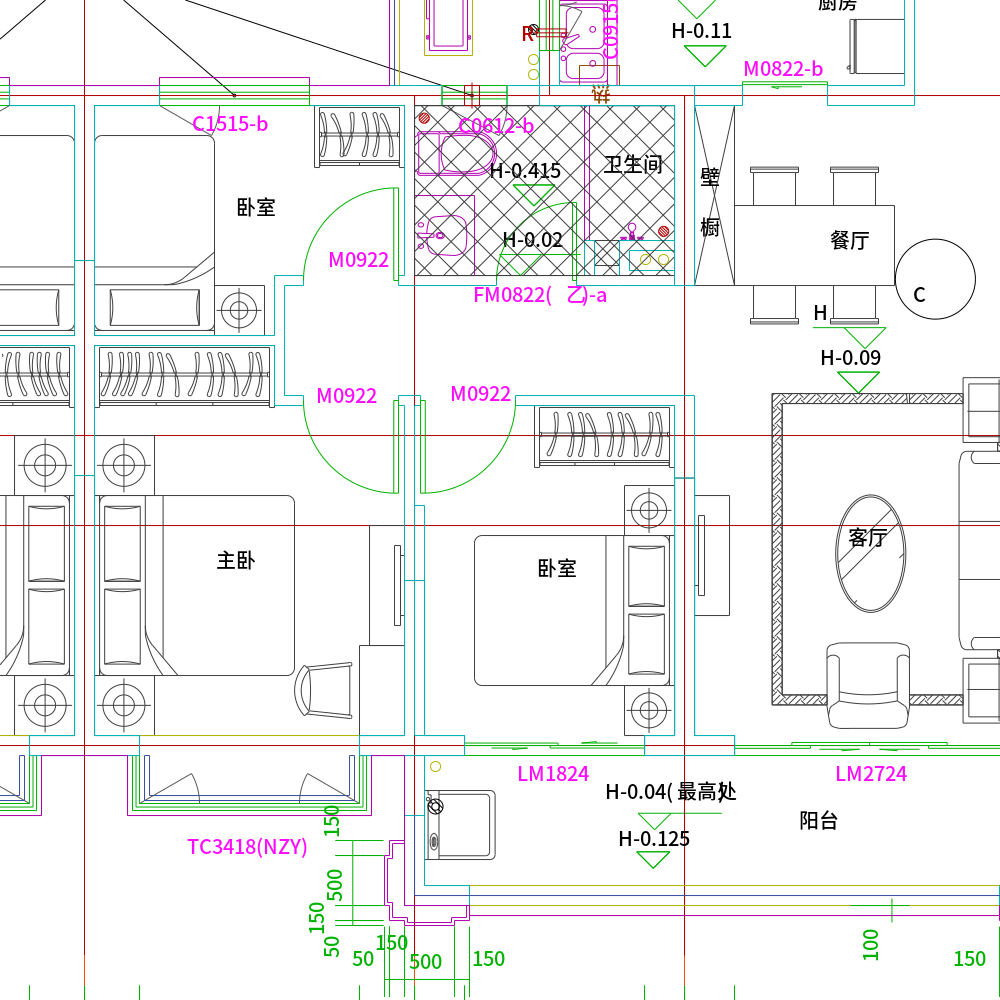 厨房
R
C0915
H-0.11
M0822-b
热
C1515-b
C0612-b
H-0.415
卫生间
壁
橱
卧室
H-0.02
餐厅
M0922
FM0822(乙)-a
C
H
H-0.09
M0922
M0922
客厅
主卧
卧室
LM1824
LM2724
H-0.04(最高处
150
阳台
H-0.125
TC3418(NZY)
500
150
50
150
50
500
150
100
150